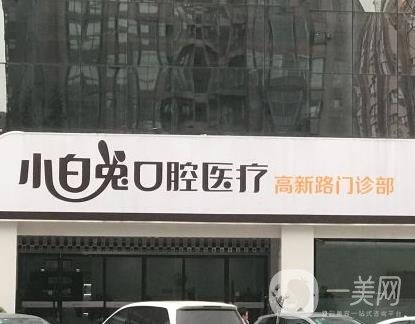 小白兔口腔医疗 高新路门诊部
一美网